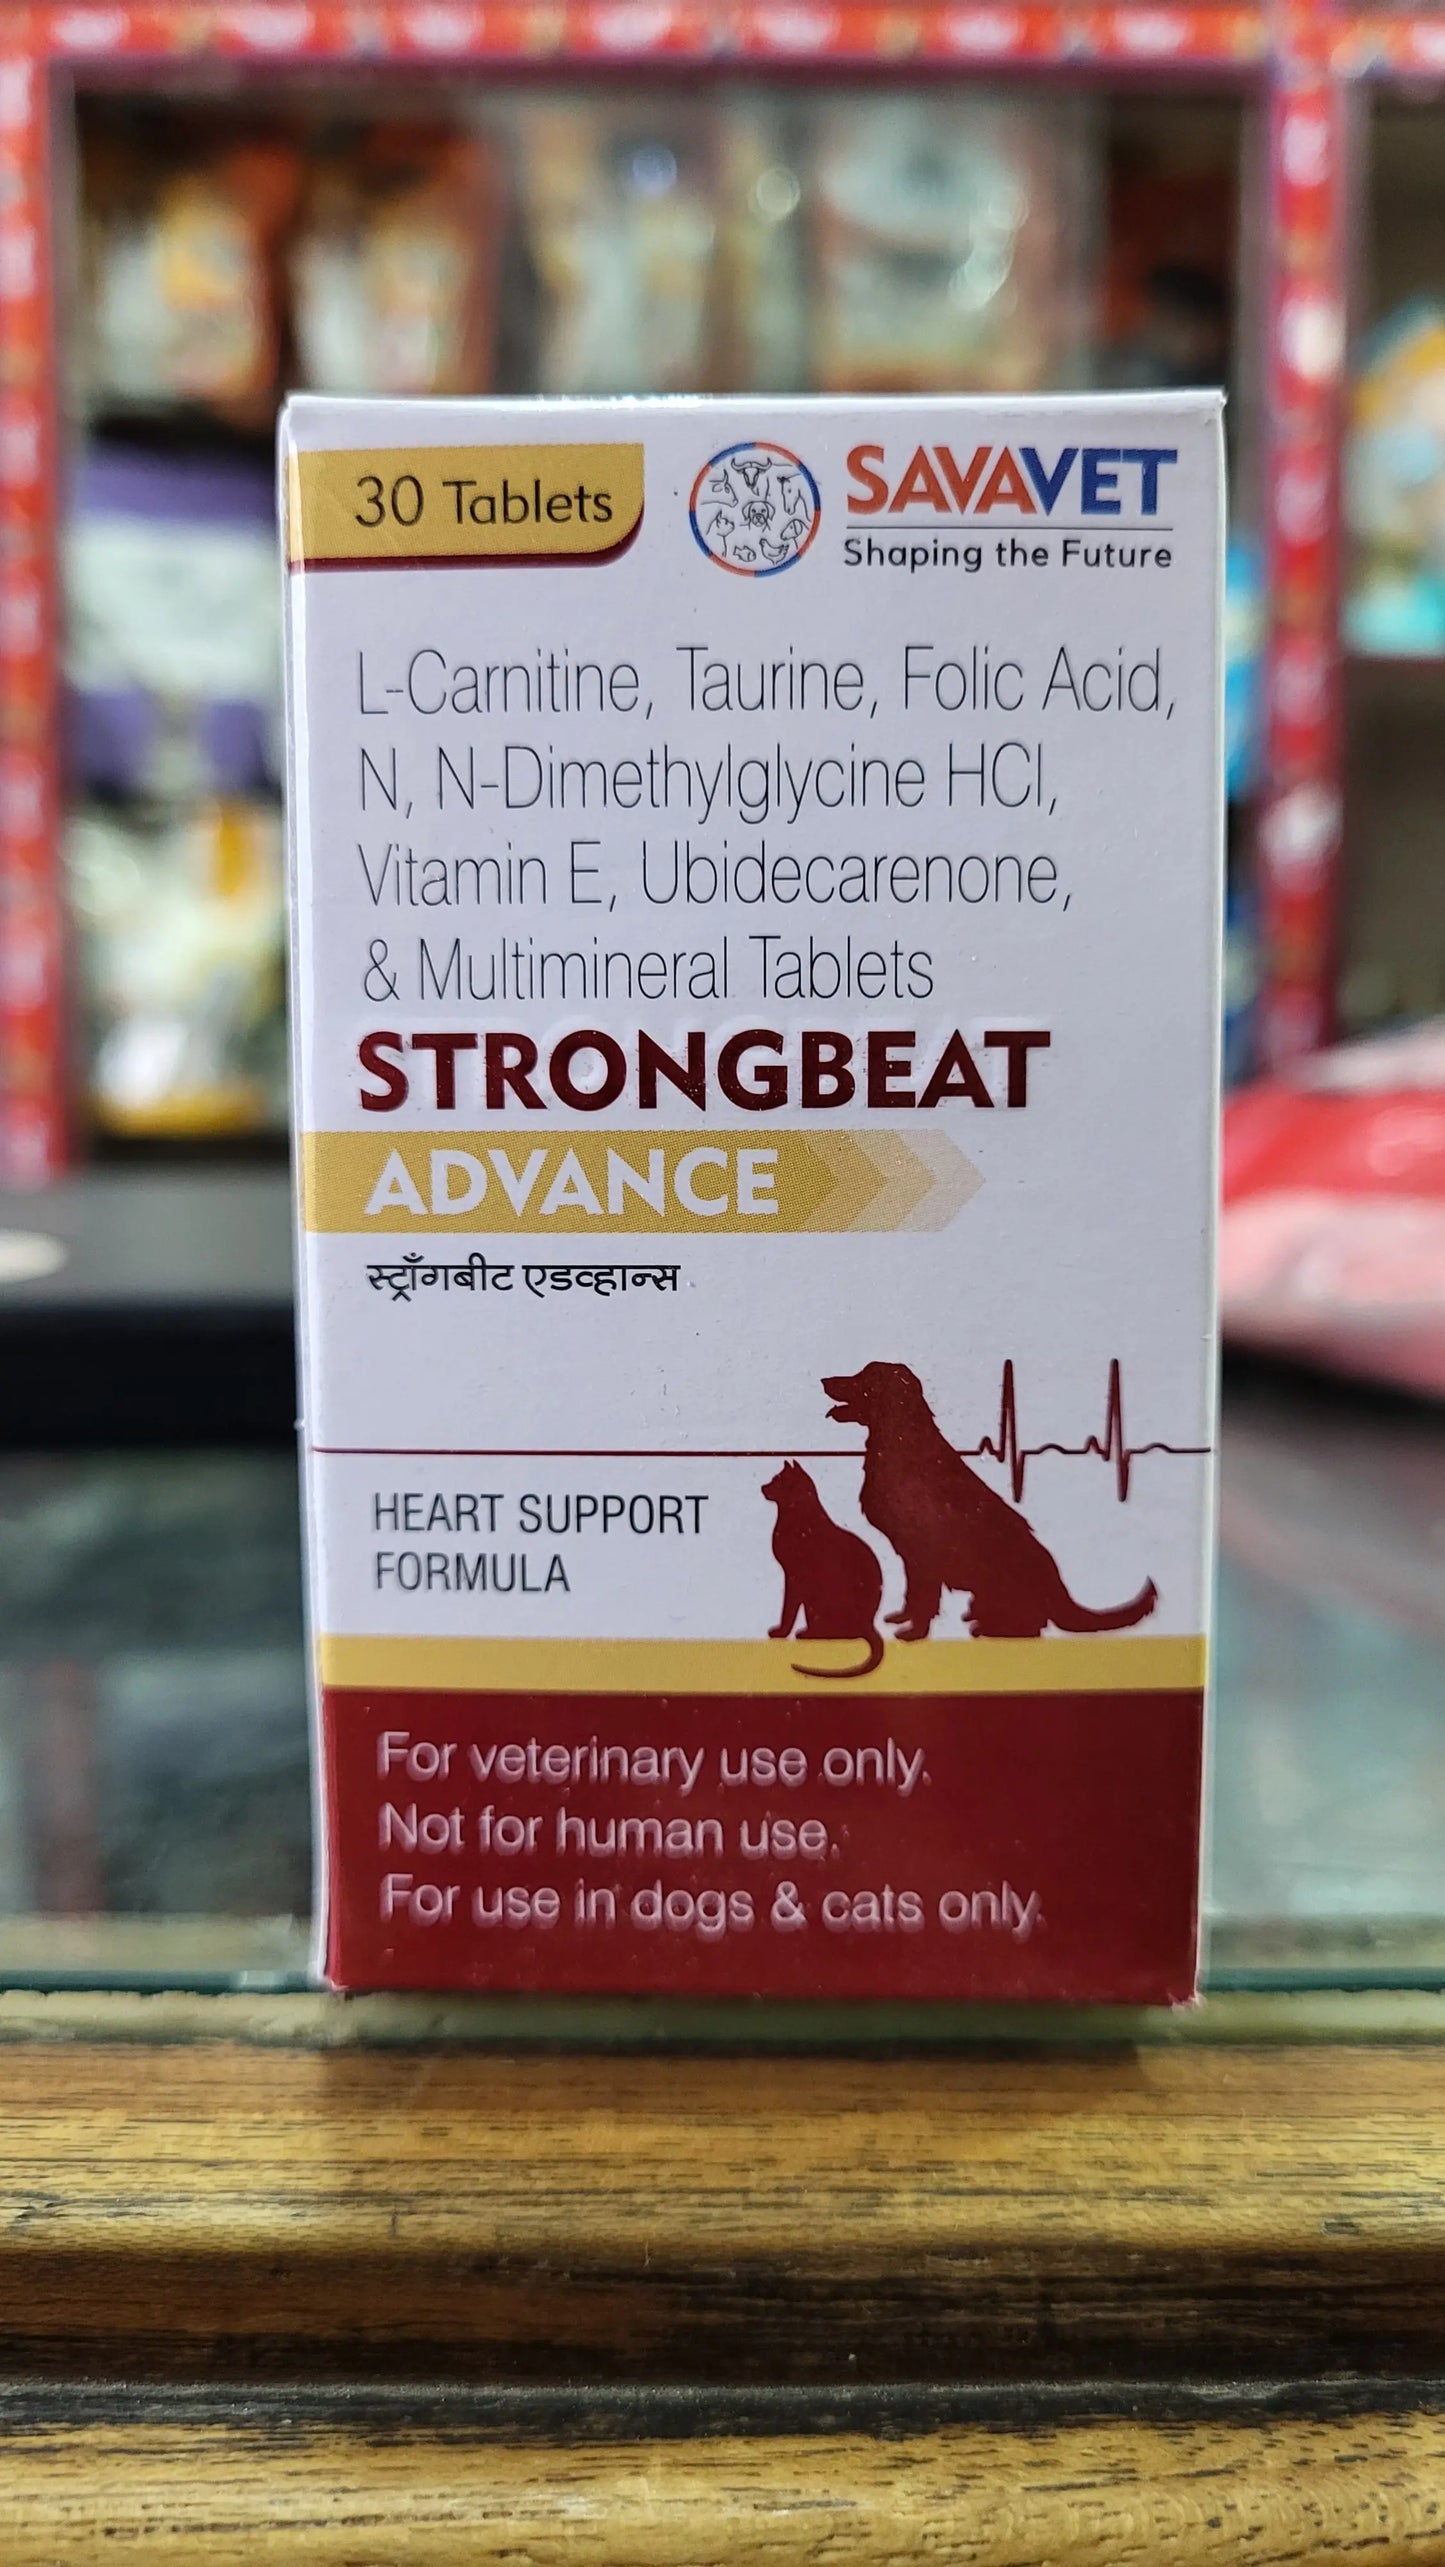 30 Tablets
SAVAVET
Shaping the Future
L-Carnitine, Taurine, Folic Acid,
N, N-Dimethylglycine HCl,
Vitamin E, Ubidecarenone,
& Multimineral Tablets
STRONGBEAT
ADVANCE
स्ट्राँगबीट एडव्हान्स
HEART SUPPORT
FORMULA
For veterinary use only.
Not for human use.
For use in dogs & cats only.